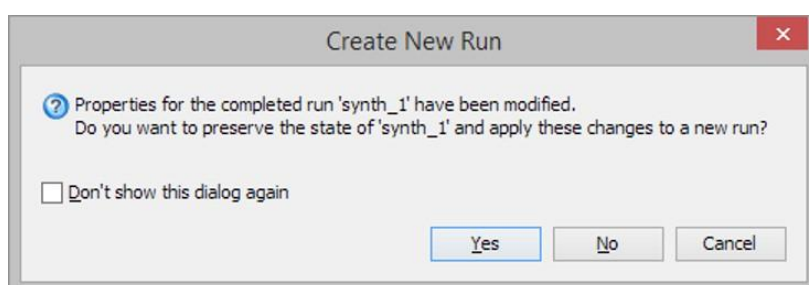 Create New Run
Properties for the completed run 'synth_1' have been modified.
Do you want to preserve the state of 'synth_1' and apply these changes to a new run?
Don't show this dialog again
Yes No Cancel